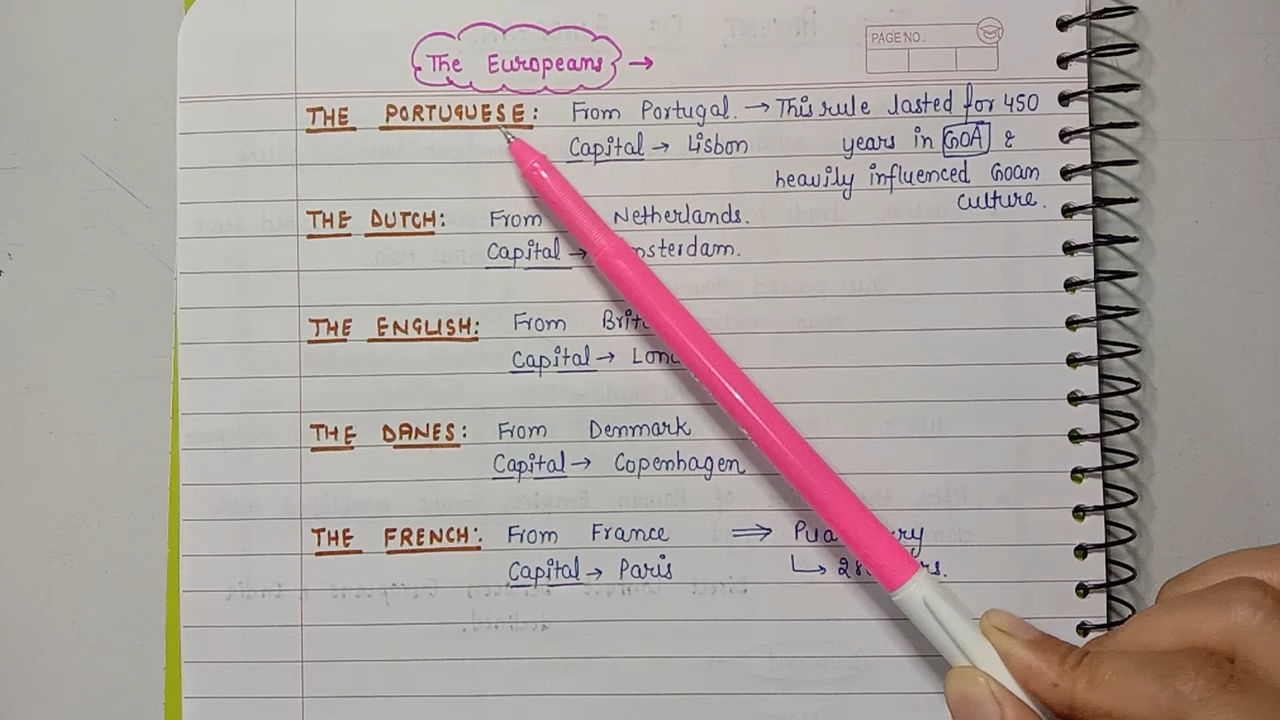 The Europeans →
PAGE NO.:
THE PORTUGUESE: From Portugal. → This rule lasted for 450
Capital → Lisbon years in GOA &
heavily influenced Goan
culture.
THE DUTCH: From Netherlands.
Capital →
THE ENGLISH: From
Capital →
THE DANES: From Denmark
Capital → Copenhagen
THE FRENCH: From France ⇒
Capital → Paris ↳